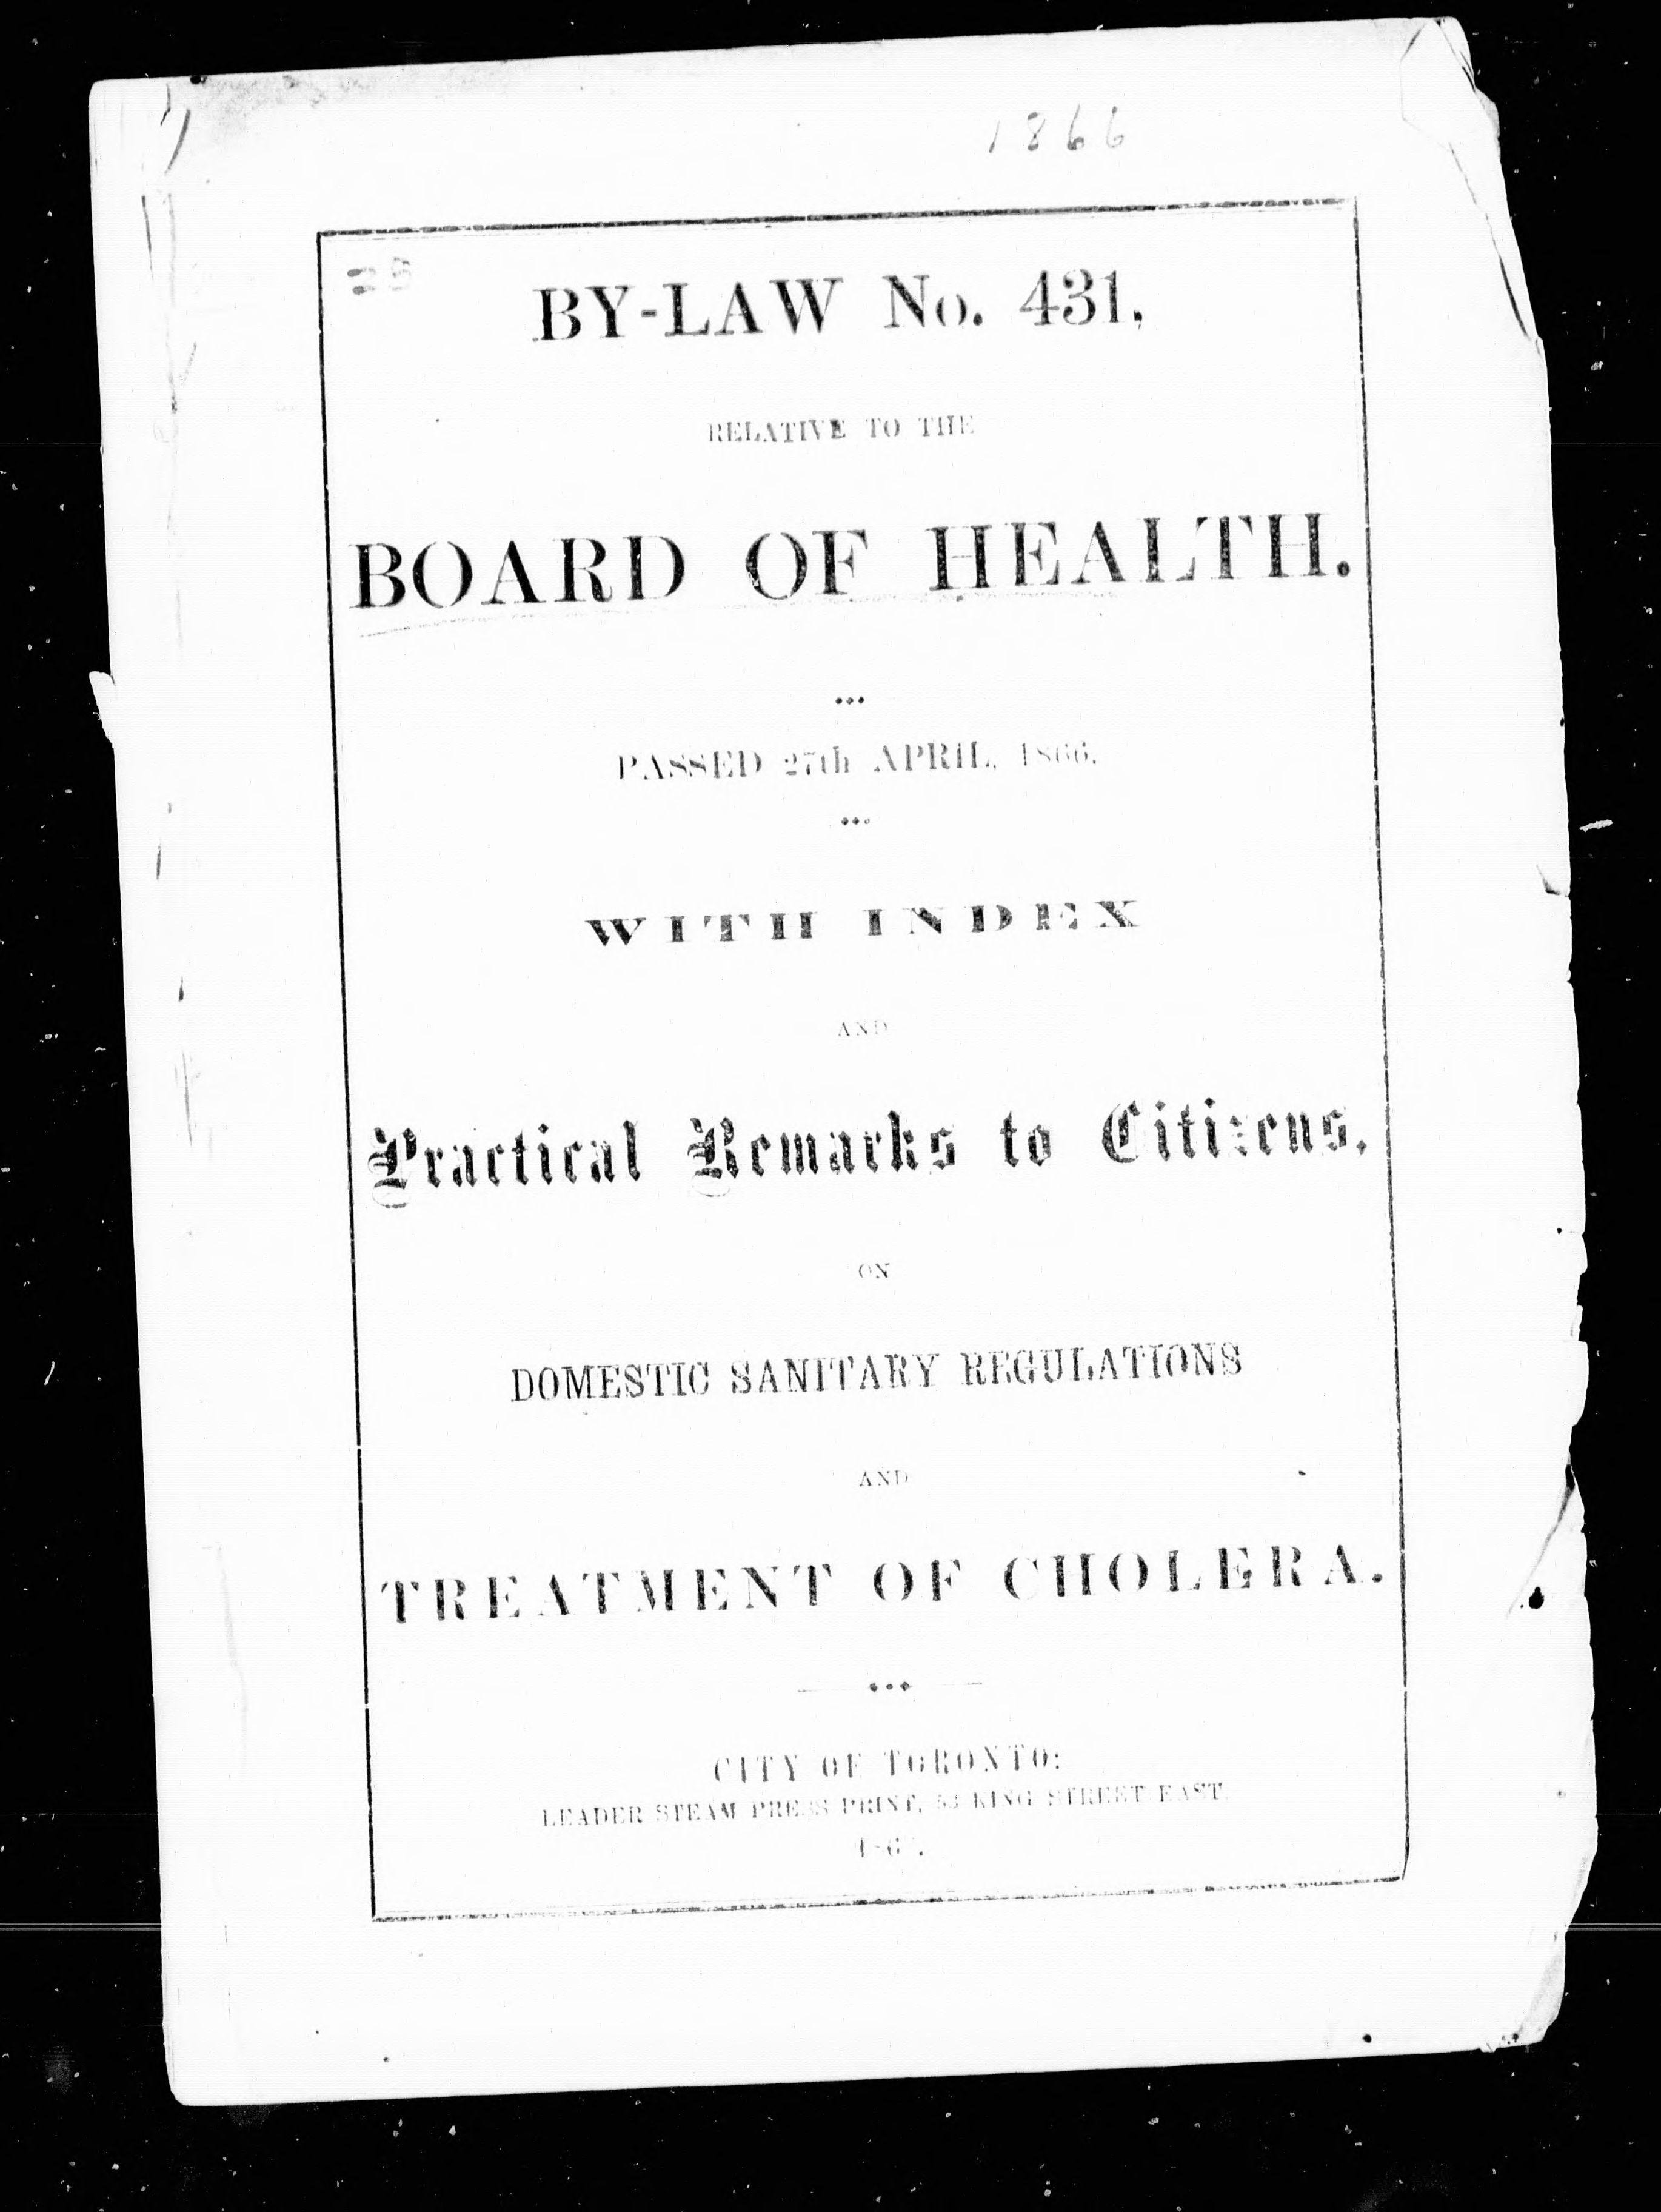 1866
BY-LAW No. 431,
RELATIVE TO THE
BOARD OF HEALTH.
PASSED 27th APRIL, 1866.
WITH INDEX
AND
Practical Remarks to Citizens,
ON
DOMESTIC SANITARY REGULATIONS
AND
TREATMENT OF CHOLERA.
CITY OF TORONTO:
LEADER STEAM PRESS PRINT, 53 KING STREET EAST.